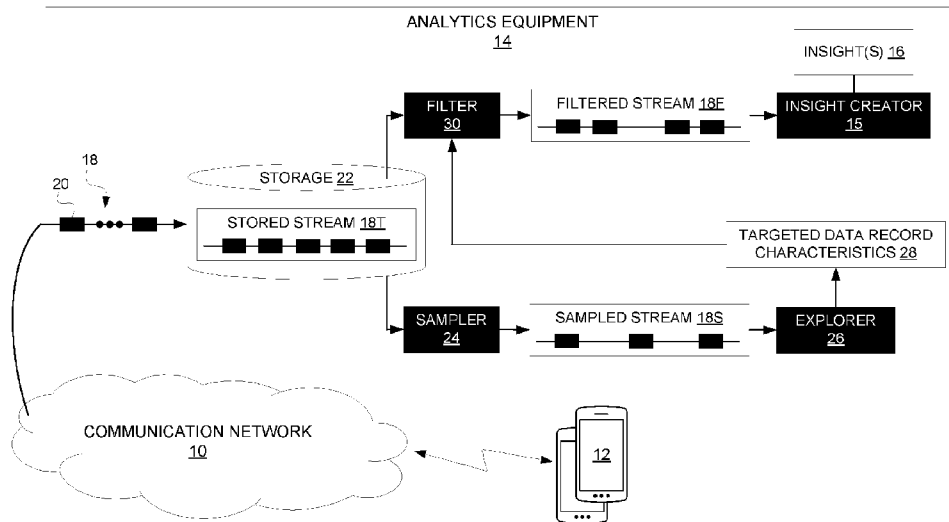 ANALYTICS EQUIPMENT
14
INSIGHT(S) 16
FILTER
30
FILTERED STREAM 18F
INSIGHT CREATOR
15
18
20
STORAGE 22
STORED STREAM 18T
TARGETED DATA RECORD
CHARACTERISTICS 28
SAMPLER
24
SAMPLED STREAM 18S
EXPLORER
26
COMMUNICATION NETWORK
10
12